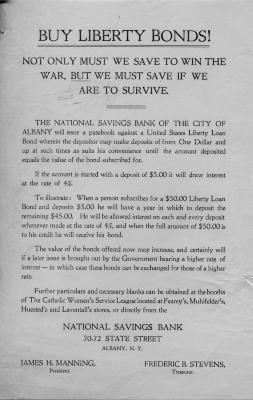 BUY LIBERTY BONDS!
NOT ONLY MUST WE SAVE TO WIN THE
WAR, BUT WE MUST SAVE IF WE
ARE TO SURVIVE.
THE NATIONAL SAVINGS BANK OF THE CITY OF
ALBANY will issue a passbook against a United States Liberty Loan
Bond wherein the depositor may make deposits of from One Dollar and
up at such times as suits his convenience until the amount deposited
equals the value of the bond subscribed for.
If the account is started with a deposit of $5.00 it will draw interest
at the rate of 4%.
To illustrate: When a person subscribes for a $50.00 Liberty Loan
Bond and deposits $5.00 he will have a year in which to deposit the
remaining $45.00. He will be allowed interest on each and every deposit
whenever made at the rate of 4%, and when the full amount of $50.00 is
to his credit he will receive his bond.
The value of the bonds offered now may increase, and certainly will
if a later issue is brought out by the Government bearing a higher rate of
interest — in which case these bonds can be exchanged for those of a higher
rate.
Further particulars and necessary blanks can be obtained at the booths
of The Catholic Women's Service League located at Fearey's, Muhlfelder's,
Huested's and Laventall's stores, or directly from the
NATIONAL SAVINGS BANK
70-72 STATE STREET
ALBANY, N. Y.
JAMES H. MANNING, FREDERIC B. STEVENS,
President. Treasurer.